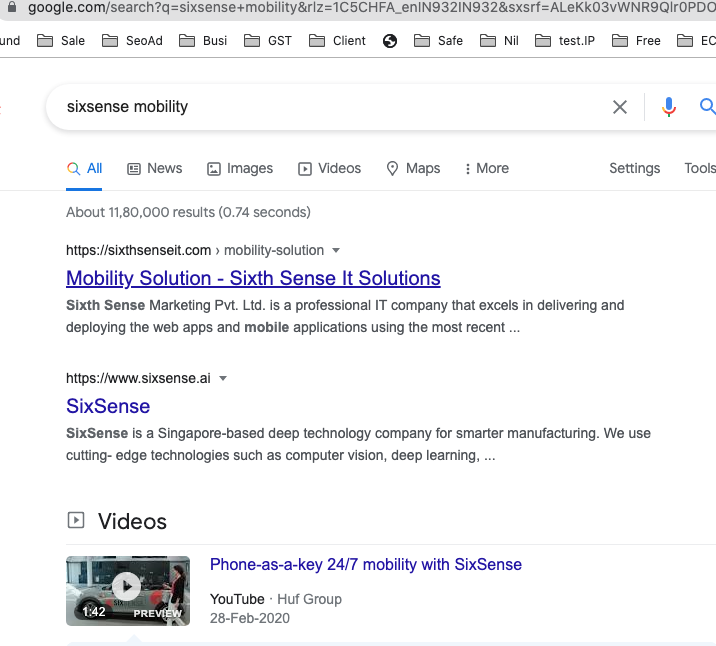 google.com/search?q=sixsense+mobility&rlz=1C5CHFA_enIN932IN932&sxsrf=ALeKk03vWNR9QIr0PDO
und Sale SeoAd Busi GST Client Safe Nil test.IP Free EC
sixsense mobility
All News Images Videos Maps More Settings Tools
About 11,80,000 results (0.74 seconds)
https://sixthsenseit.com › mobility-solution
Mobility Solution - Sixth Sense It Solutions
Sixth Sense Marketing Pvt. Ltd. is a professional IT company that excels in delivering and
deploying the web apps and mobile applications using the most recent ...
https://www.sixsense.ai
SixSense
SixSense is a Singapore-based deep technology company for smarter manufacturing. We use
cutting- edge technologies such as computer vision, deep learning, ...
Videos
Phone-as-a-key 24/7 mobility with SixSense
YouTube · Huf Group
28-Feb-2020
1:42 PREVIEW